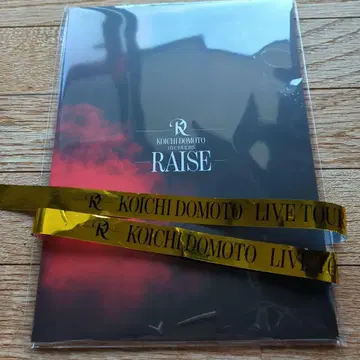 R
KOICHI DOMOTO
RAISE
R KOICHI DOMOTO LIVE TOUR
R KOICHI DOMOTO LIVE